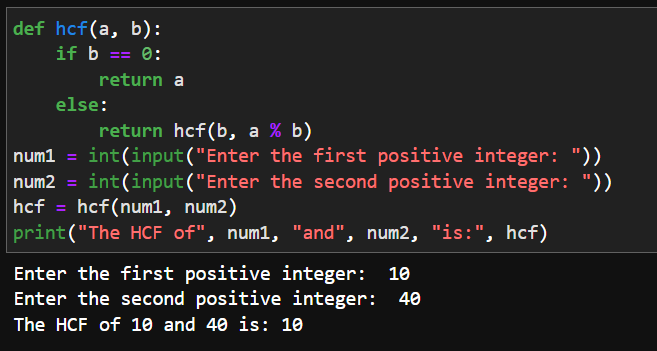 def hcf(a, b):
    if b == 0:
        return a
    else:
        return hcf(b, a % b)
num1 = int(input("Enter the first positive integer: "))
num2 = int(input("Enter the second positive integer: "))
hcf = hcf(num1, num2)
print("The HCF of", num1, "and", num2, "is:", hcf)
Enter the first positive integer:  10
Enter the second positive integer:  40
The HCF of 10 and 40 is: 10